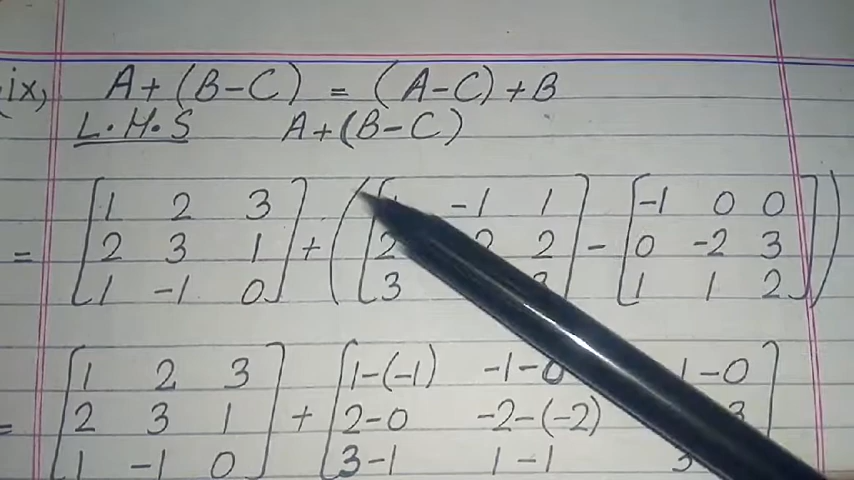 ix, A+(B-C) = (A-C)+B
L.H.S A+(B-C)
= [1 2 3 + ( -1 1 - [-1 0 0
2 3 1 2 2 2 0 -2 3
1 -1 0] [3 1 1 2])
= [1 2 3 + [1-(-1) -1-0 1-0
2 3 1 2-0 -2-(-2) 3
1 -1 0 3-1 1-1 3